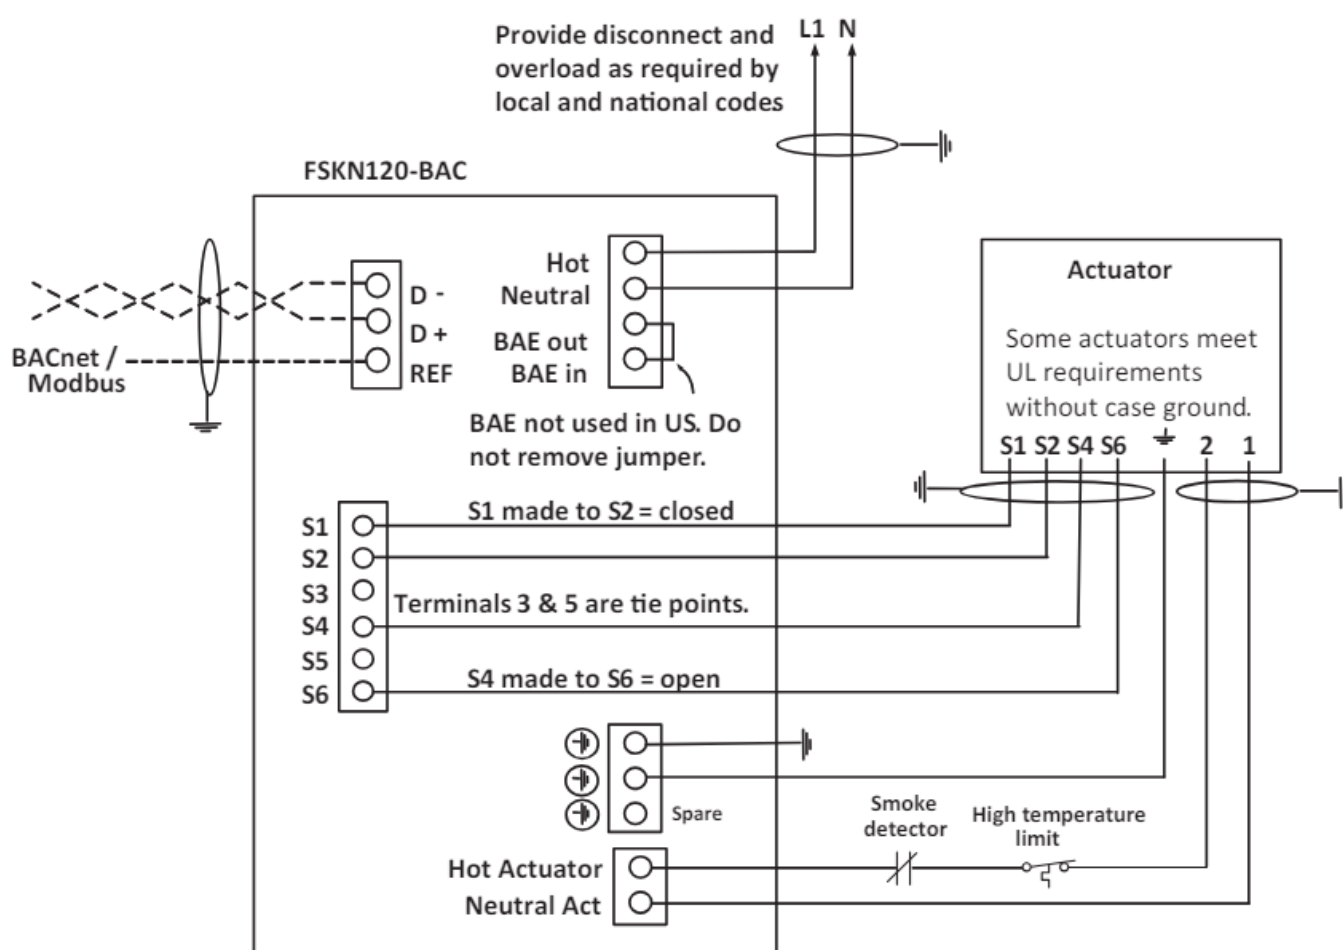 Provide disconnect and
overload as required by
local and national codes
L1 N
FSKN120-BAC
Hot
Neutral
BAE out
BAE in
D -
D +
REF
BACnet /
Modbus
BAE not used in US. Do
not remove jumper.
Actuator
Some actuators meet
UL requirements
without case ground.
S1 S2 S4 S6 2 1
S1 made to S2 = closed
S1
S2
S3
Terminals 3 & 5 are tie points.
S4
S5
S4 made to S6 = open
S6
Spare
Smoke
detector
High temperature
limit
Hot Actuator
Neutral Act